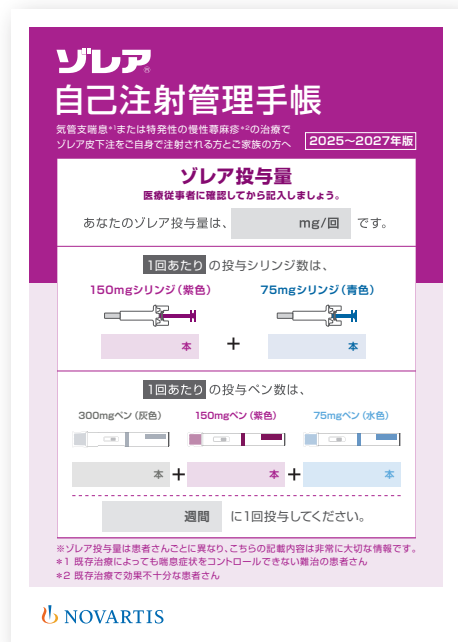 ゾレア®
自己注射管理手帳
気管支喘息*1または特発性の慢性蕁麻疹*2の治療で
ゾレア皮下注をご自身で注射される方とご家族の方へ
2025〜2027年版
ゾレア投与量
医療従事者に確認してから記入しましょう。
あなたのゾレア投与量は、 mg/回 です。
1回あたり の投与シリンジ数は、
150mgシリンジ(紫色) 75mgシリンジ(青色)
本 + 本
1回あたり の投与ペン数は、
300mgペン(灰色) 150mgペン(紫色) 75mgペン(水色)
本 + 本 + 本
週間 に1回投与してください。
※ゾレア投与量は患者さんごとに異なり、こちらの記載内容は非常に大切な情報です。
*1 既存治療によっても喘息症状をコントロールできない難治の患者さん
*2 既存治療で効果不十分な患者さん
NOVARTIS